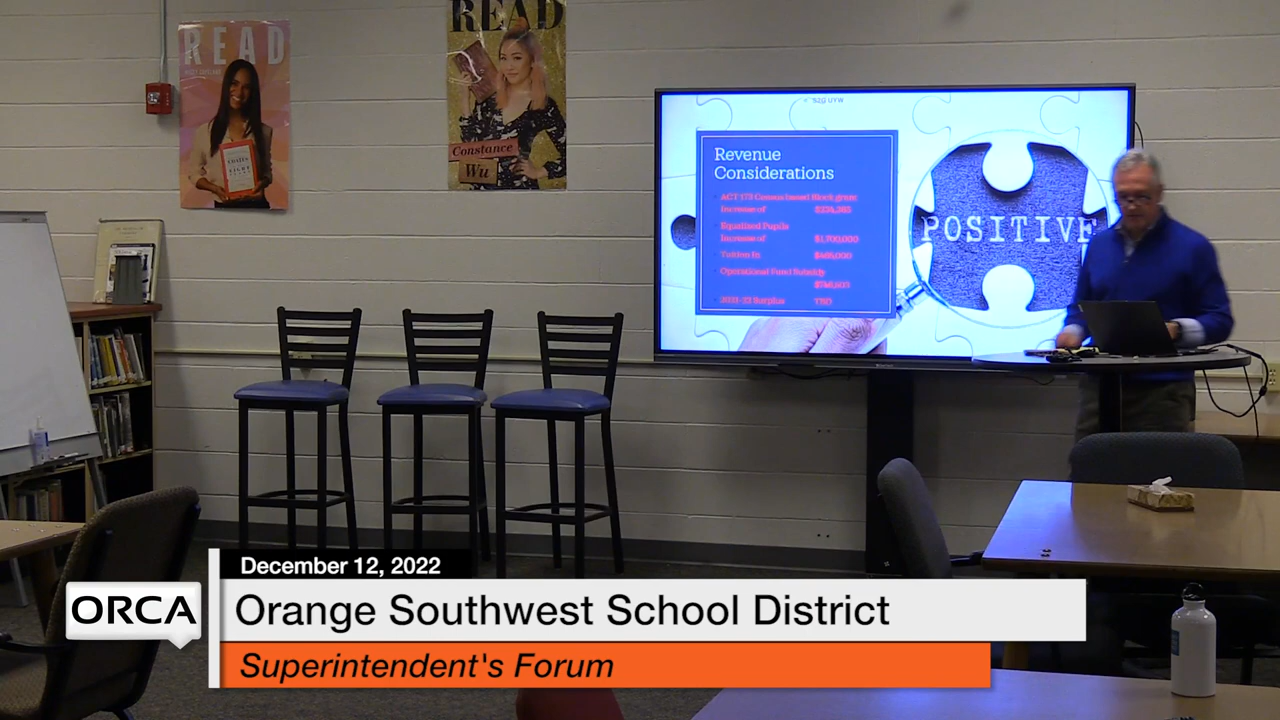 READ
READ
Constance
Wu
Revenue
Considerations
ACT 173 Census based Block grant
Increase of
Equalized Pupils
Increase of $1,700,000
Tuition In
Operational Fund Subsidy
2021-22 Surplus TBD
POSITIVE
December 12, 2022
ORCA
Orange Southwest School District
Superintendent's Forum